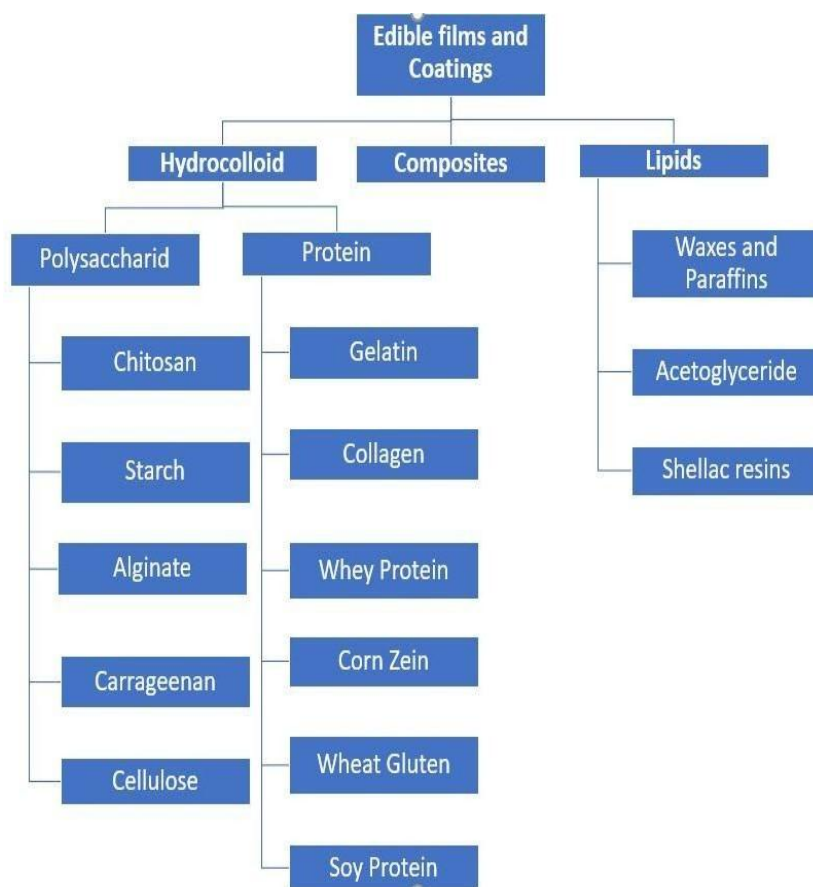 Edible films and
Coatings
Hydrocolloid
Composites
Lipids
Polysaccharid
Protein
Waxes and
Paraffins
Chitosan
Gelatin
Acetoglyceride
Starch
Collagen
Shellac resins
Alginate
Whey Protein
Carrageenan
Corn Zein
Cellulose
Wheat Gluten
Soy Protein